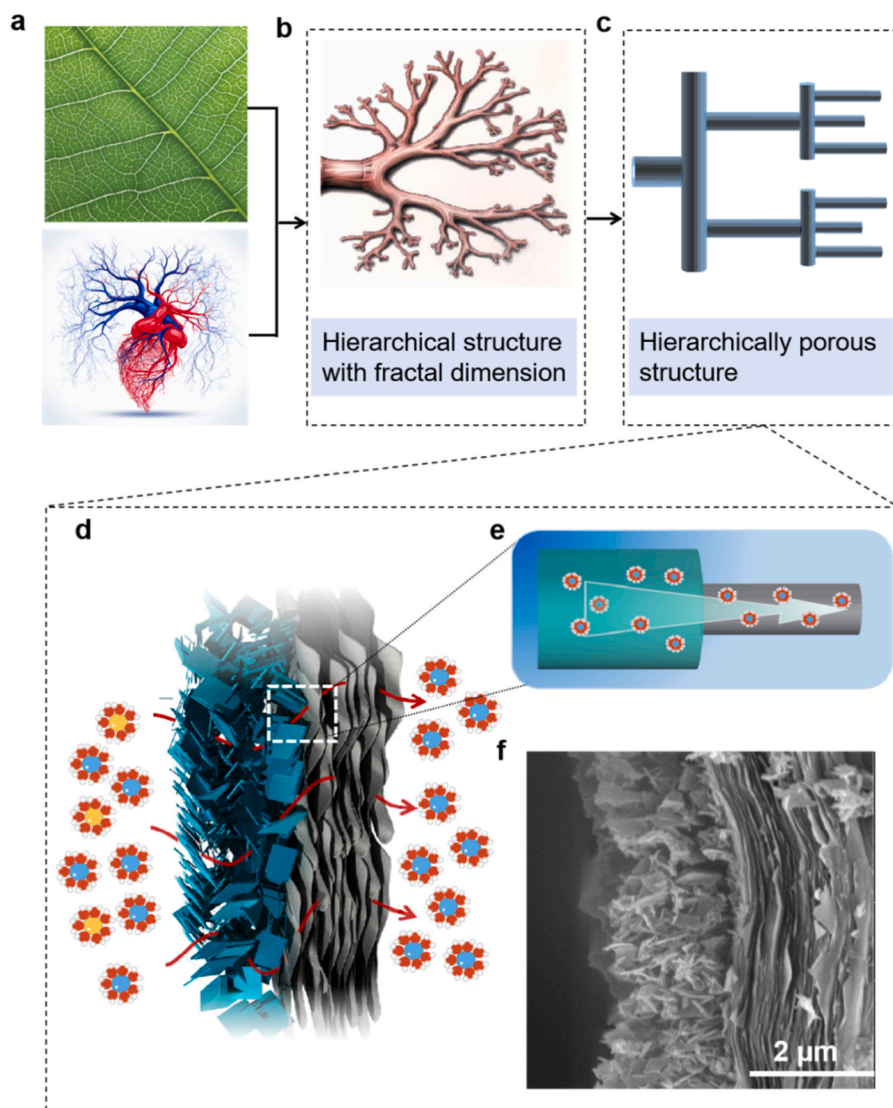 a
b
c
Hierarchical structure
with fractal dimension
Hierarchically porous
structure
d
e
f
2 μm